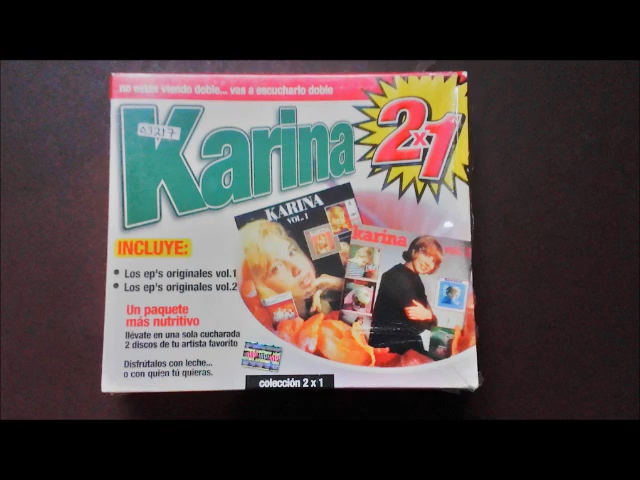 no estás viendo doble... vas a escucharlo doble
Karina
03217
2x1
INCLUYE:
• Los ep's originales vol.1
• Los ep's originales vol.2
KARINA
VOL. 1
karina
Un paquete
más nutritivo
llévate en una sola cucharada
2 discos de tu artista favorito
Disfrútalos con leche...
o con quien tú quieras.
colección 2 x 1